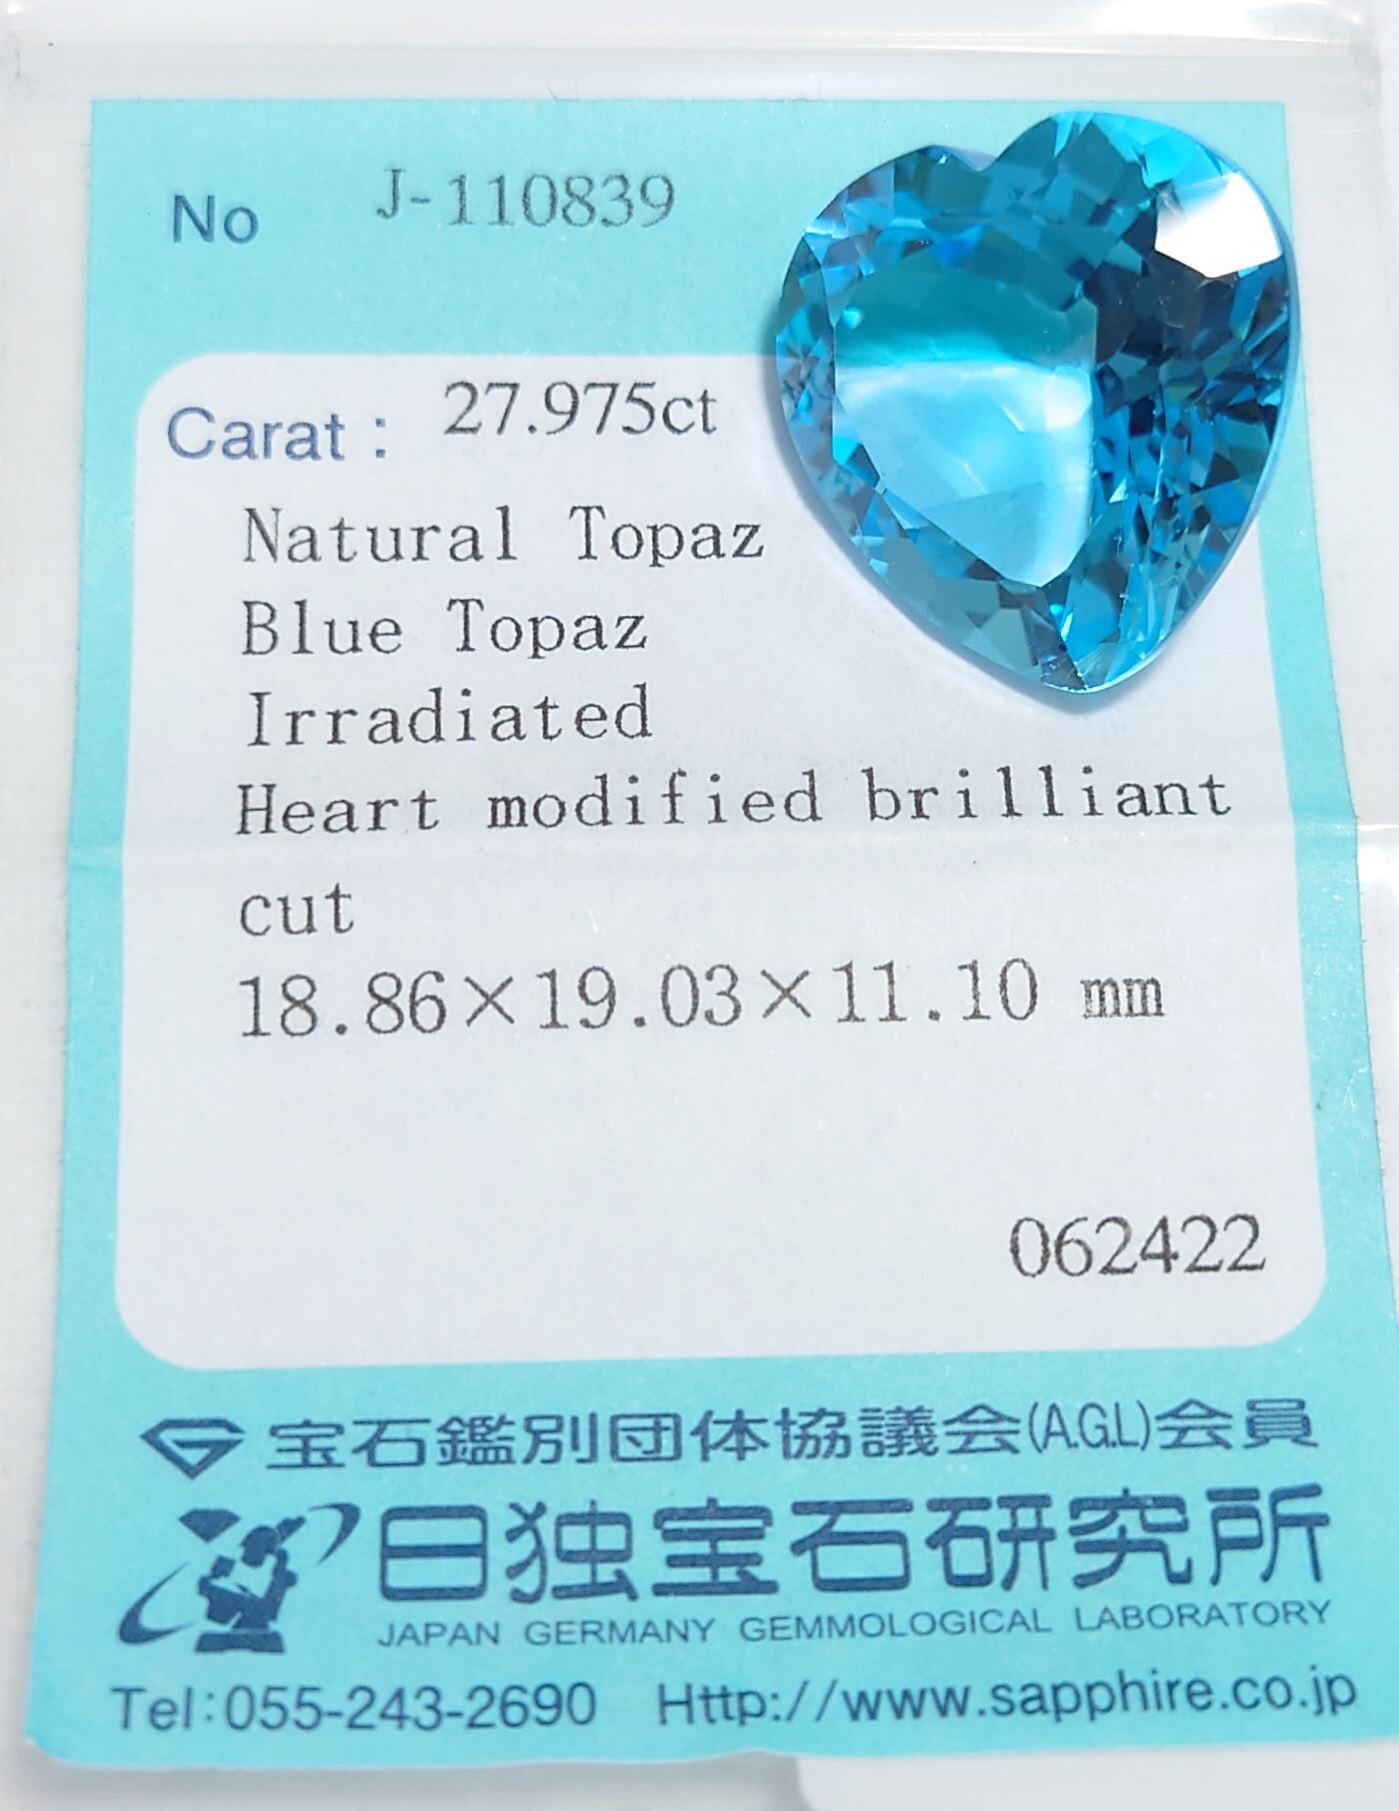 No J-110839
Carat : 27.975ct
Natural Topaz
Blue Topaz
Irradiated
Heart modified brilliant
cut
18.86×19.03×11.10 mm
062422
宝石鑑別団体協議会(A.G.L)会員
日独宝石研究所
JAPAN GERMANY GEMMOLOGICAL LABORATORY
Tel:055-243-2690 Http://www.sapphire.co.jp